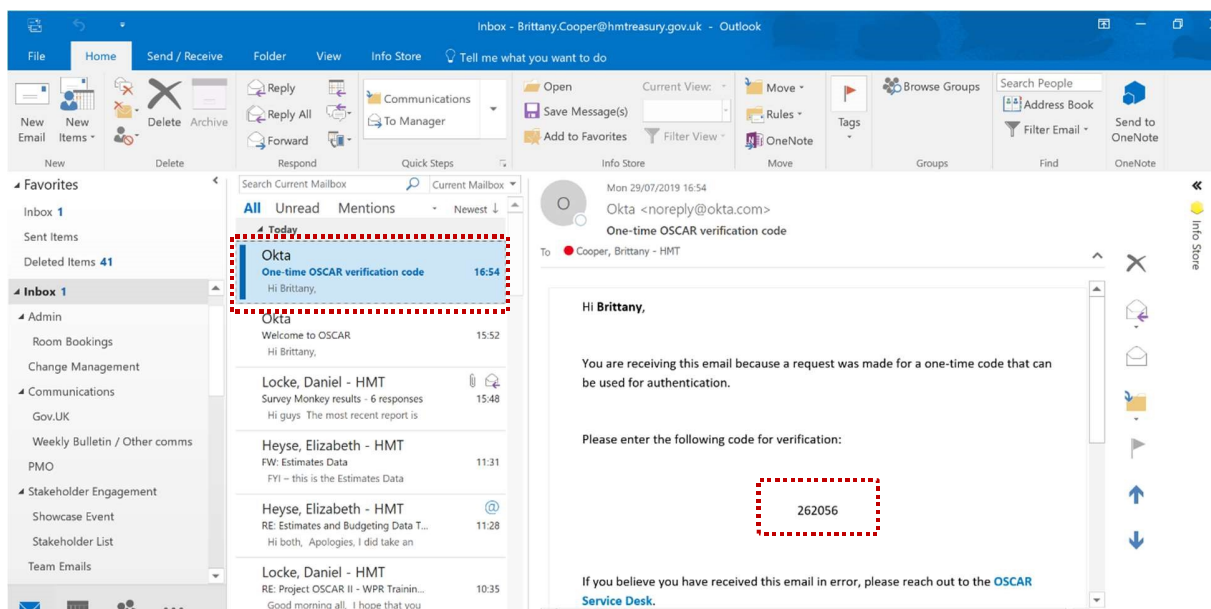 Inbox - Brittany.Cooper@hmtreasury.gov.uk - Outlook
File Home Send / Receive Folder View Info Store Tell me what you want to do
New Email
New Items
Delete
Archive
Reply
Reply All
Forward
Communications
To Manager
Open
Save Message(s)
Add to Favorites
Current View:
Filter View
Move
Rules
OneNote
Tags
Browse Groups
Search People
Address Book
Filter Email
Send to OneNote
New Delete Respond Quick Steps Info Store Move Groups Find OneNote
Favorites
Inbox 1
Sent Items
Deleted Items 41
Inbox 1
Admin
Room Bookings
Change Management
Communications
Gov.UK
Weekly Bulletin / Other comms
PMO
Stakeholder Engagement
Showcase Event
Stakeholder List
Team Emails
Search Current Mailbox Current Mailbox
All Unread Mentions Newest ↓
Today
Okta
One-time OSCAR verification code 16:54
Hi Brittany,
Okta
Welcome to OSCAR 15:52
Hi Brittany,
Locke, Daniel - HMT
Survey Monkey results - 6 responses 15:48
Hi guys The most recent report is
Heyse, Elizabeth - HMT
FW: Estimates Data 11:31
FYI – this is the Estimates Data
Heyse, Elizabeth - HMT @
RE: Estimates and Budgeting Data T... 11:28
Hi both, Apologies, I did take an
Locke, Daniel - HMT
RE: Project OSCAR II - WPR Trainin... 10:35
Good morning all, I hope that you
O
Mon 29/07/2019 16:54
Okta <noreply@okta.com>
One-time OSCAR verification code
To Cooper, Brittany - HMT
Hi Brittany,
You are receiving this email because a request was made for a one-time code that can
be used for authentication.
Please enter the following code for verification:
262056
If you believe you have received this email in error, please reach out to the OSCAR
Service Desk.
Info Store